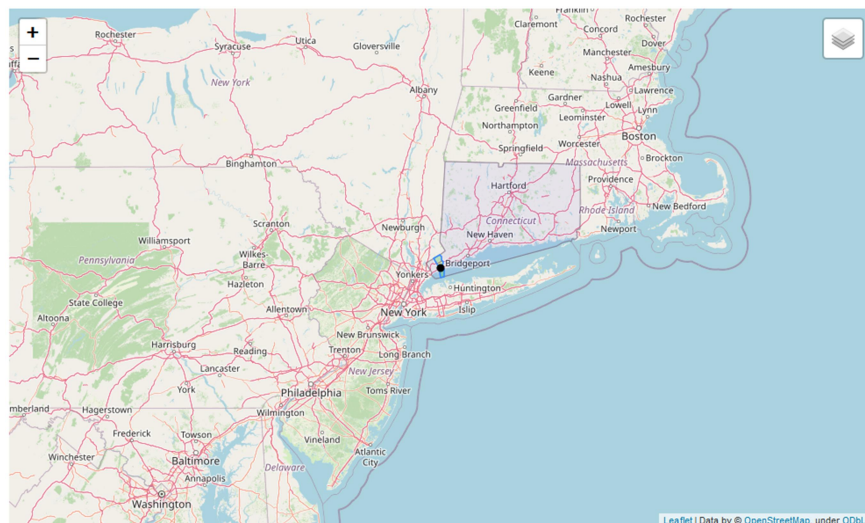 +
−
Rochester
Syracuse
Utica
Gloversville
New York
Albany
Binghamton
Franklin
Claremont
Concord
Rochester
Dover
Manchester
Amesbury
Keene
Nashua
Lawrence
Greenfield
Gardner
Lowell
Lynn
Leominster
Northampton
Boston
Springfield
Worcester
Brockton
Massachusetts
Hartford
Providence
Connecticut
Rhode Island
New Bedford
New Haven
Newport
Scranton
Newburgh
Williamsport
Wilkes-
Barre
Pennsylvania
Hazleton
Yonkers
Bridgeport
Huntington
State College
Allentown
New York
Islip
Altoona
New Brunswick
Harrisburg
Reading
Trenton
Long Branch
Lancaster
New Jersey
York
Philadelphia
Toms River
mberland
Hagerstown
Wilmington
Frederick
Towson
Vineland
Winchester
Baltimore
Atlantic
City
Annapolis
Delaware
Washington
Leaflet | Data by © OpenStreetMap, under ODbL